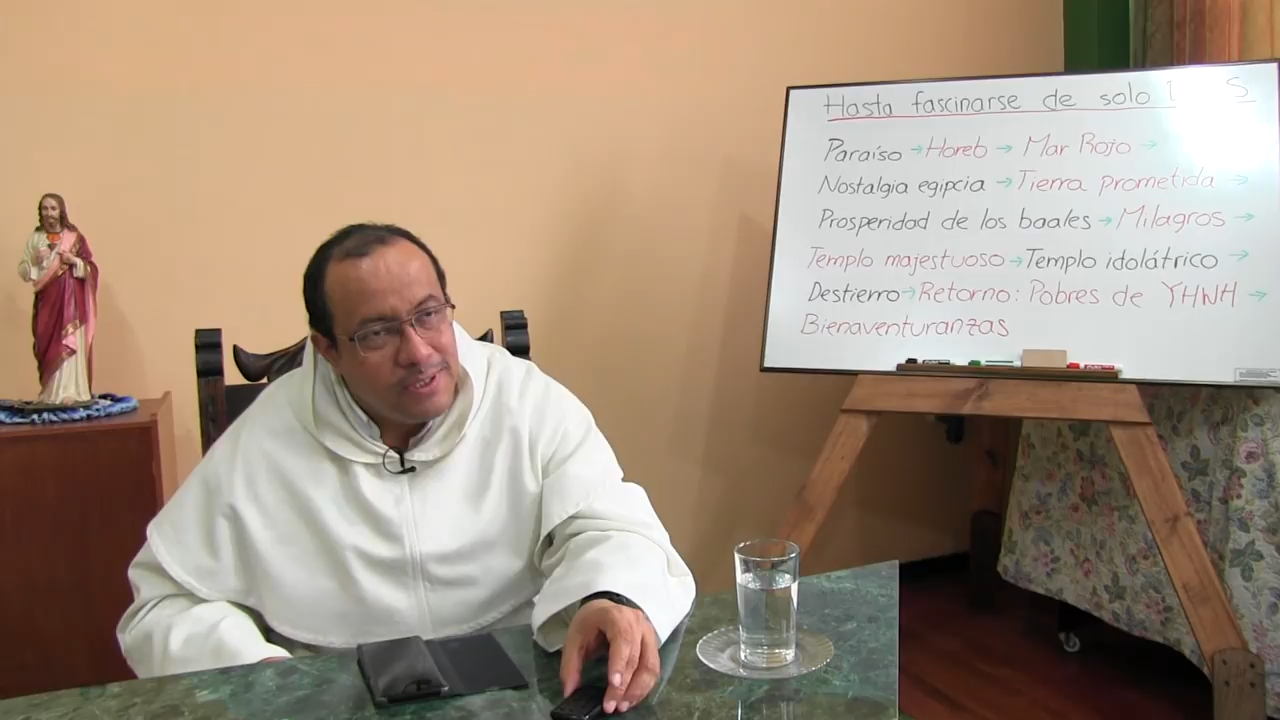 Hasta fascinarse de solo
Paraíso → Horeb → Mar Rojo →
Nostalgia egipcia → Tierra prometida →
Prosperidad de los baales → Milagros →
Templo majestuoso → Templo idolátrico →
Destierro → Retorno: Pobres de YHWH →
Bienaventuranzas